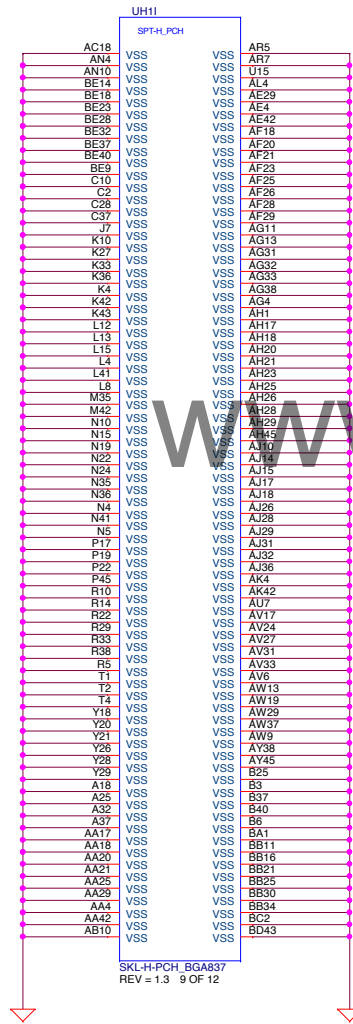 UH1I
SPT-H_PCH
AC18 VSS VSS AR5
AN4 VSS VSS AR7
AN10 VSS VSS U15
BE14 VSS VSS AL4
BE18 VSS VSS AE29
BE23 VSS VSS AE4
BE28 VSS VSS AE42
BE32 VSS VSS AF18
BE37 VSS VSS AF20
BE40 VSS VSS AF21
BE9 VSS VSS AF23
C10 VSS VSS AF25
C2 VSS VSS AF26
C28 VSS VSS AF28
C37 VSS VSS AF29
J7 VSS VSS AG11
K10 VSS VSS AG13
K27 VSS VSS AG31
K33 VSS VSS AG32
K36 VSS VSS AG33
K4 VSS VSS AG38
K42 VSS VSS AG4
K43 VSS VSS AH1
L12 VSS VSS AH17
L13 VSS VSS AH18
L15 VSS VSS AH20
L4 VSS VSS AH21
L41 VSS VSS AH23
L8 VSS VSS AH25
M35 VSS VSS AH26
M42 VSS VSS AH28
N10 VSS VSS AH29
N15 VSS VSS AH45
N19 VSS VSS AJ10
N22 VSS VSS AJ14
N24 VSS VSS AJ15
N35 VSS VSS AJ17
N36 VSS VSS AJ18
N4 VSS VSS AJ26
N41 VSS VSS AJ28
N5 VSS VSS AJ29
P17 VSS VSS AJ31
P19 VSS VSS AJ32
P22 VSS VSS AJ36
P45 VSS VSS AK4
R10 VSS VSS AK42
R14 VSS VSS AU7
R22 VSS VSS AV17
R29 VSS VSS AV24
R33 VSS VSS AV27
R38 VSS VSS AV31
R5 VSS VSS AV33
T1 VSS VSS AV6
T2 VSS VSS AW13
T4 VSS VSS AW19
Y18 VSS VSS AW29
Y20 VSS VSS AW37
Y21 VSS VSS AW9
Y26 VSS VSS AY38
Y28 VSS VSS AY45
Y29 VSS VSS B25
A18 VSS VSS B3
A25 VSS VSS B37
A32 VSS VSS B40
A37 VSS VSS B6
AA17 VSS VSS BA1
AA18 VSS VSS BB11
AA20 VSS VSS BB16
AA21 VSS VSS BB21
AA25 VSS VSS BB25
AA29 VSS VSS BB30
AA4 VSS VSS BB34
AA42 VSS VSS BC2
AB10 VSS VSS BD43
SKL-H-PCH_BGA837
REV = 1.3 9 OF 12